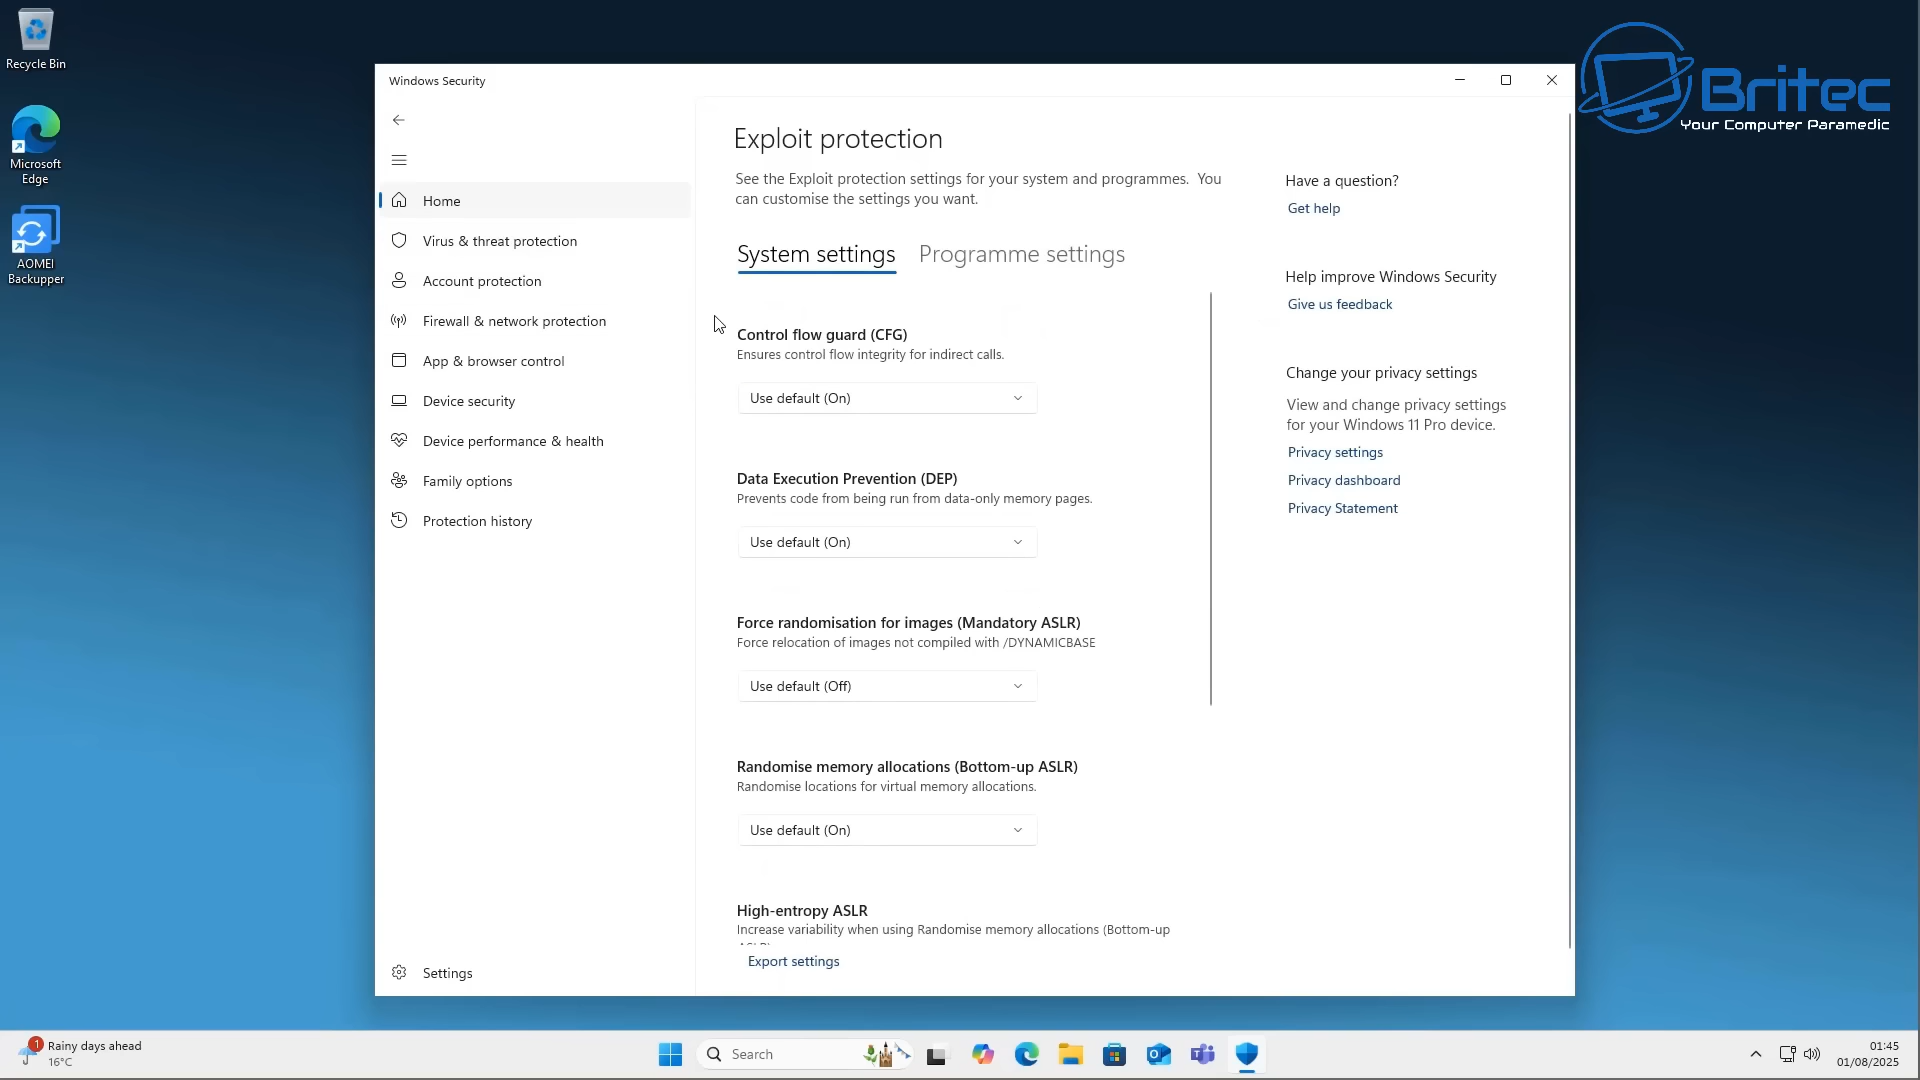 Recycle Bin
Microsoft
Edge
AOMEI
Backupper
Britec
Your Computer Paramedic
Windows Security
Home
Virus & threat protection
Account protection
Firewall & network protection
App & browser control
Device security
Device performance & health
Family options
Protection history
Settings
Exploit protection
See the Exploit protection settings for your system and programmes. You
can customise the settings you want.
System settings
Programme settings
Control flow guard (CFG)
Ensures control flow integrity for indirect calls.
Use default (On)
Data Execution Prevention (DEP)
Prevents code from being run from data-only memory pages.
Use default (On)
Force randomisation for images (Mandatory ASLR)
Force relocation of images not compiled with /DYNAMICBASE
Use default (Off)
Randomise memory allocations (Bottom-up ASLR)
Randomise locations for virtual memory allocations.
Use default (On)
High-entropy ASLR
Increase variability when using Randomise memory allocations (Bottom-up
Export settings
Have a question?
Get help
Help improve Windows Security
Give us feedback
Change your privacy settings
View and change privacy settings
for your Windows 11 Pro device.
Privacy settings
Privacy dashboard
Privacy Statement
1
Rainy days ahead
16°C
Search
01:45
01/08/2025